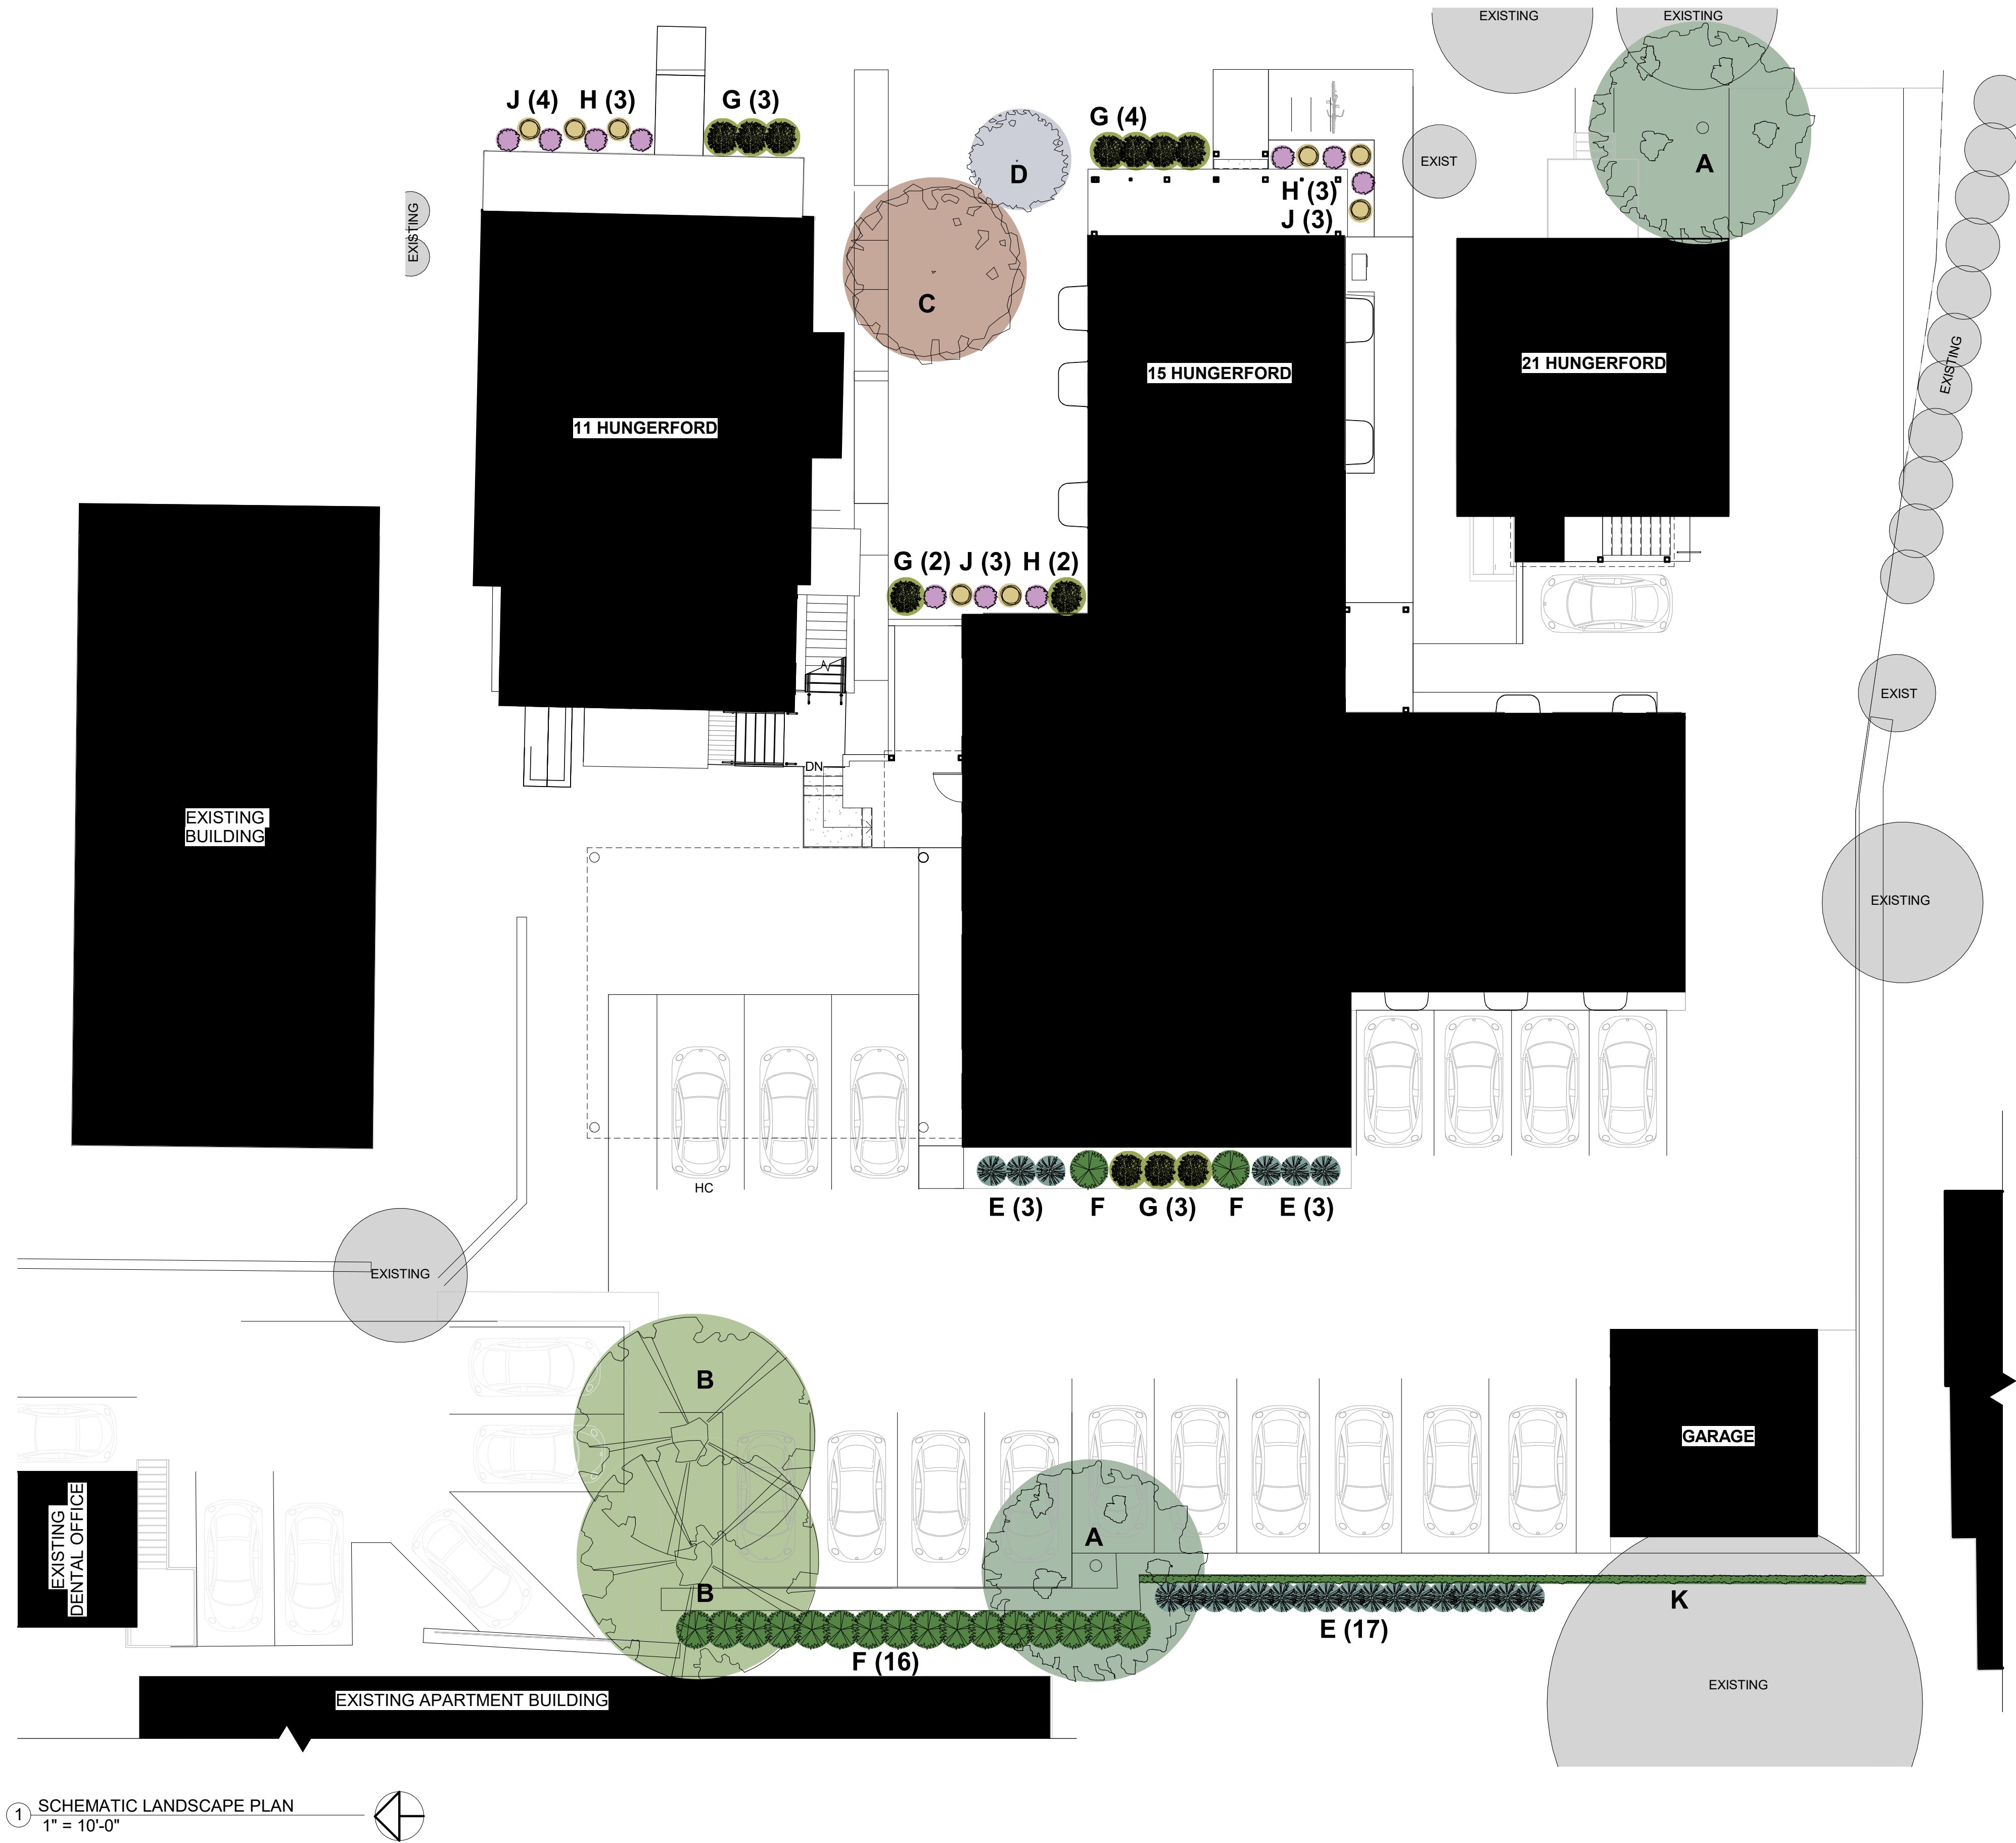 EXISTING
EXISTING
J (4) H (3) G (3)
G (4)
D
EXIST
A
H (3)
J (3)
EXISTING
C
EXISTING
21 HUNGERFORD
15 HUNGERFORD
11 HUNGERFORD
G (2) J (3) H (2)
EXIST
DN
EXISTING
BUILDING
EXISTING
HC
E (3) F G (3) F E (3)
EXISTING
B
GARAGE
EXISTING
DENTAL OFFICE
A
B
K
E (17)
F (16)
EXISTING
EXISTING APARTMENT BUILDING
1 SCHEMATIC LANDSCAPE PLAN
1" = 10'-0"